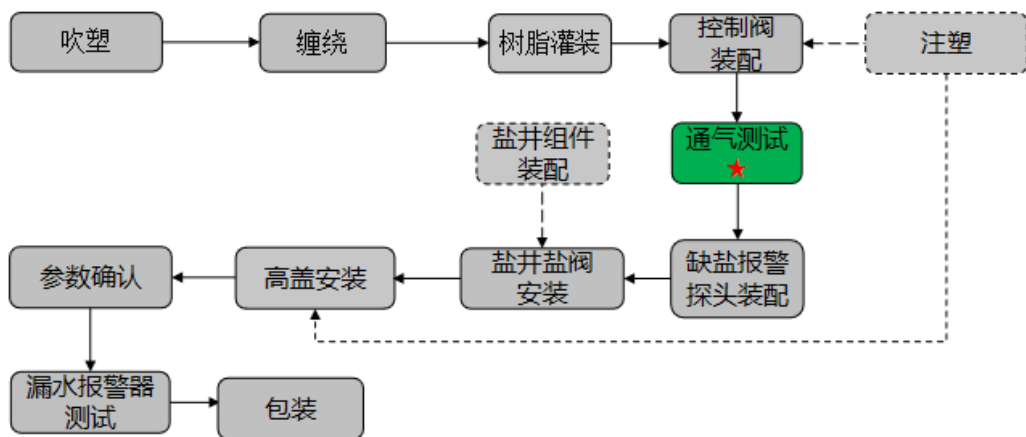 吹塑
缠绕
树脂灌装
控制阀
装配
注塑
盐井组件
装配
通气测试
参数确认
高盖安装
盐井盐阀
安装
缺盐报警
探头装配
漏水报警器
测试
包装